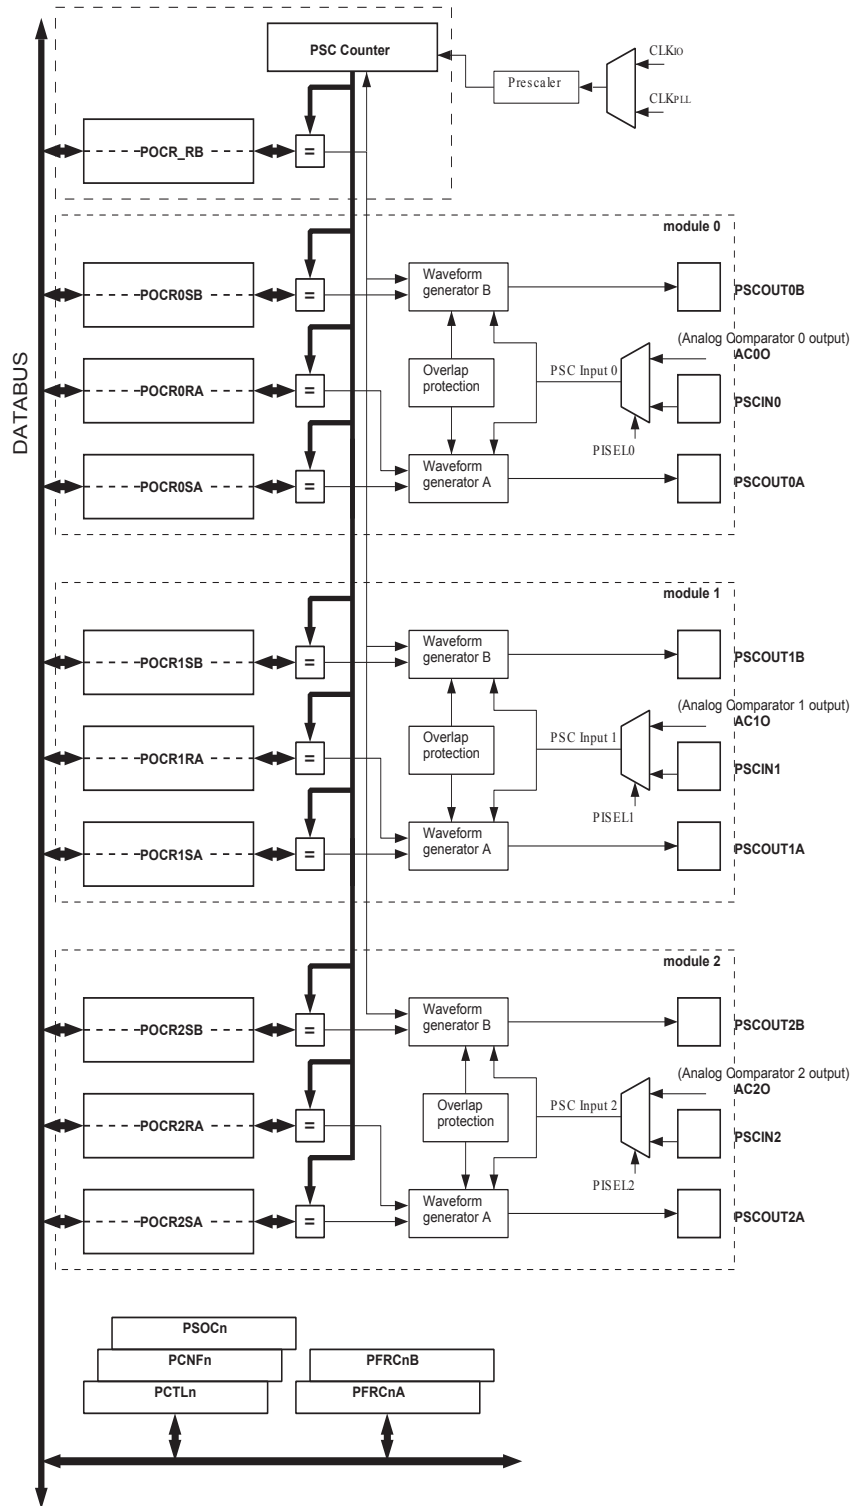 PSC Counter
CLKIO
Prescaler
CLKPLL
POCR_RB
=
module 0
POCR0SB
=
Waveform
generator B
PSCOUT0B
(Analog Comparator 0 output)
AC0O
POCR0RA
=
Overlap
protection
PSC Input 0
PSCIN0
PISEL0
POCR0SA
=
Waveform
generator A
PSCOUT0A
DATABUS
module 1
POCR1SB
=
Waveform
generator B
PSCOUT1B
(Analog Comparator 1 output)
AC1O
POCR1RA
=
Overlap
protection
PSC Input 1
PSCIN1
PISEL1
POCR1SA
=
Waveform
generator A
PSCOUT1A
module 2
POCR2SB
=
Waveform
generator B
PSCOUT2B
(Analog Comparator 2 output)
AC2O
POCR2RA
=
Overlap
protection
PSC Input 2
PSCIN2
PISEL2
POCR2SA
=
Waveform
generator A
PSCOUT2A
PSOCn
PCNFn
PCTLn
PFRCnB
PFRCnA